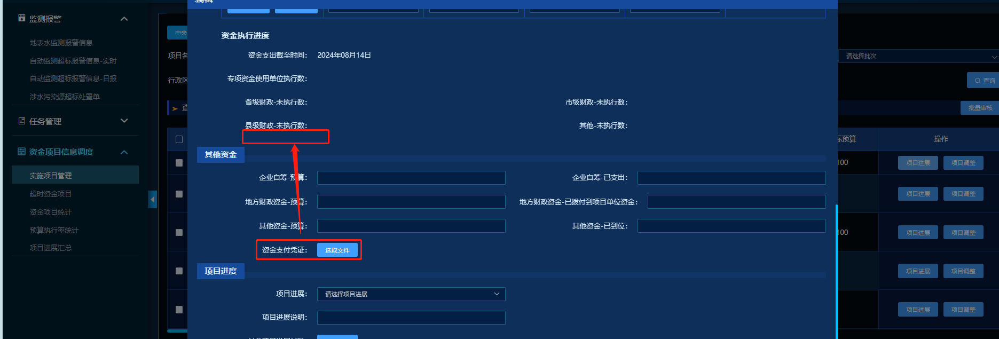 编辑
监测报警
地表水监测报警信息
自动监测超标报警信息-实时
自动监测超标报警信息-日报
涉水污染源超标处置单
任务管理
资金项目信息调度
实施项目管理
超时资金项目
资金项目统计
预算执行率统计
项目进展汇总
中央
项目名
行政区
查
资金执行进度
资金支出截至时间： 2024年08月14日
专项资金使用单位执行数：
省级财政-未执行数： 市级财政-未执行数：
县级财政-未执行数： 其他-未执行数：
其他资金
企业自筹-预算： 企业自筹-已支出：
地方财政资金-预算： 地方财政资金-已拨付到项目单位资金：
其他资金-预算： 其他资金-已到位：
资金支付凭证： 选取文件
项目进度
项目进展： 请选择项目进展
项目进展说明：
请选择批次
查询
批量审核
标预算 操作
100 项目进展 项目调整
项目进展 项目调整
100 项目进展 项目调整
项目进展 项目调整
项目进展 项目调整